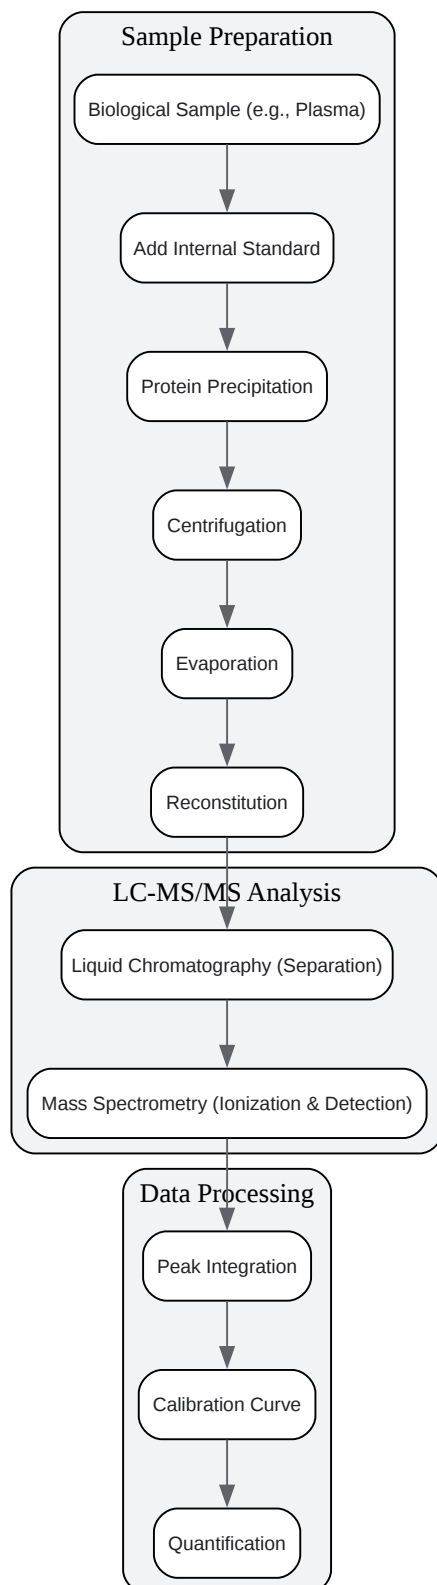 Sample Preparation
Biological Sample (e.g., Plasma)
Add Internal Standard
Protein Precipitation
Centrifugation
Evaporation
Reconstitution
LC-MS/MS Analysis
Liquid Chromatography (Separation)
Mass Spectrometry (Ionization & Detection)
Data Processing
Peak Integration
Calibration Curve
Quantification